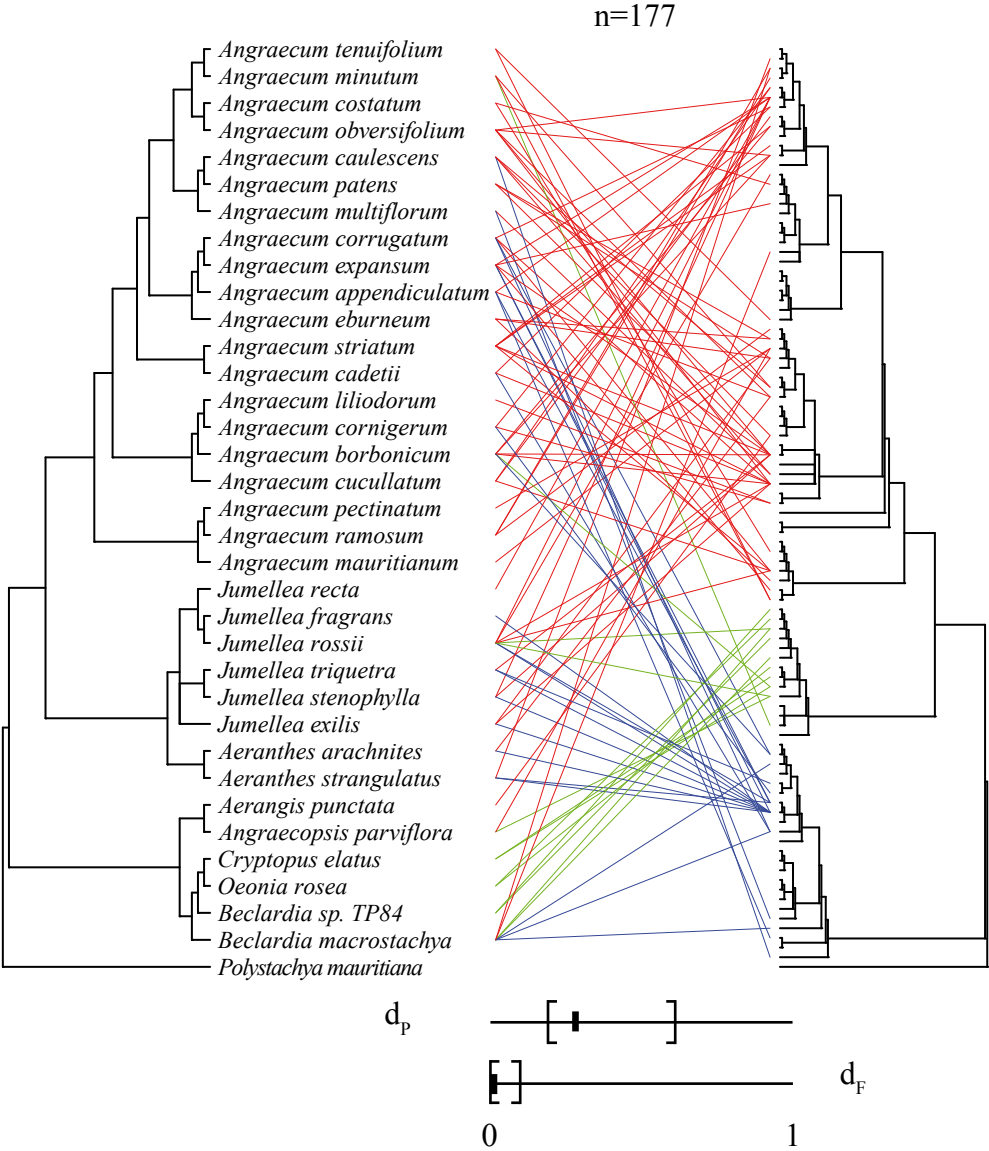 n=177
Angraecum tenuifolium
Angraecum minutum
Angraecum costatum
Angraecum obversifolium
Angraecum caulescens
Angraecum patens
Angraecum multiflorum
Angraecum corrugatum
Angraecum expansum
Angraecum appendiculatum
Angraecum eburneum
Angraecum striatum
Angraecum cadetii
Angraecum liliodorum
Angraecum cornigerum
Angraecum borbonicum
Angraecum cucullatum
Angraecum pectinatum
Angraecum ramosum
Angraecum mauritianum
Jumellea recta
Jumellea fragrans
Jumellea rossii
Jumellea triquetra
Jumellea stenophylla
Jumellea exilis
Aeranthes arachnites
Aeranthes strangulatus
Aerangis punctata
Angraecopsis parviflora
Cryptopus elatus
Oeonia rosea
Beclardia sp. TP84
Beclardia macrostachya
Polystachya mauritiana
dP
dF
0 1